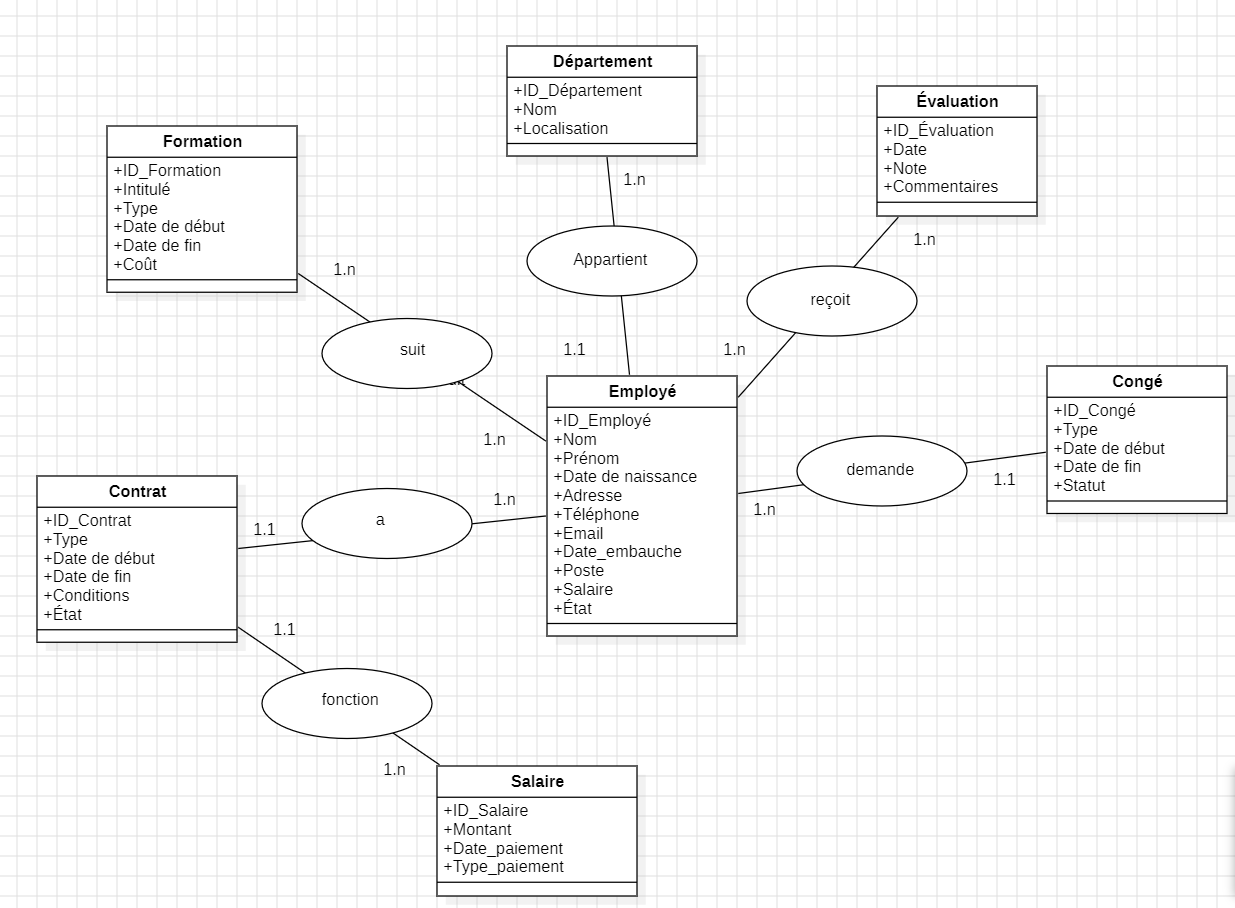 Département
+ID_Département
+Nom
+Localisation
1.n
Appartient
1.1
Évaluation
+ID_Évaluation
+Date
+Note
+Commentaires
1.n
reçoit
1.n
Formation
+ID_Formation
+Intitulé
+Type
+Date de début
+Date de fin
+Coût
1.n
suit
1.n
Employé
+ID_Employé
+Nom
+Prénom
+Date de naissance
+Adresse
+Téléphone
+Email
+Date_embauche
+Poste
+Salaire
+État
Congé
+ID_Congé
+Type
+Date de début
+Date de fin
+Statut
1.1
demande
1.n
Contrat
+ID_Contrat
+Type
+Date de début
+Date de fin
+Conditions
+État
1.1
a
1.n
1.1
fonction
1.n
Salaire
+ID_Salaire
+Montant
+Date_paiement
+Type_paiement